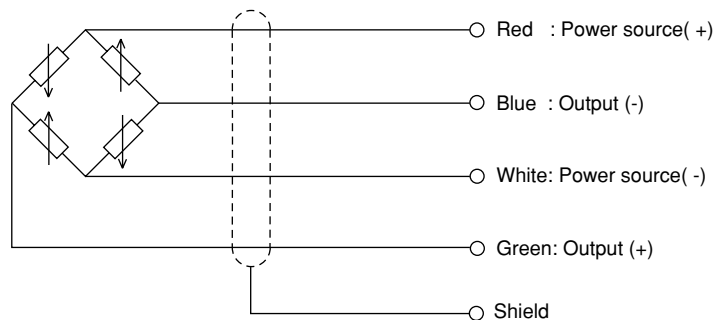 Red : Power source( +)
Blue : Output (-)
White: Power source( -)
Green: Output (+)
Shield